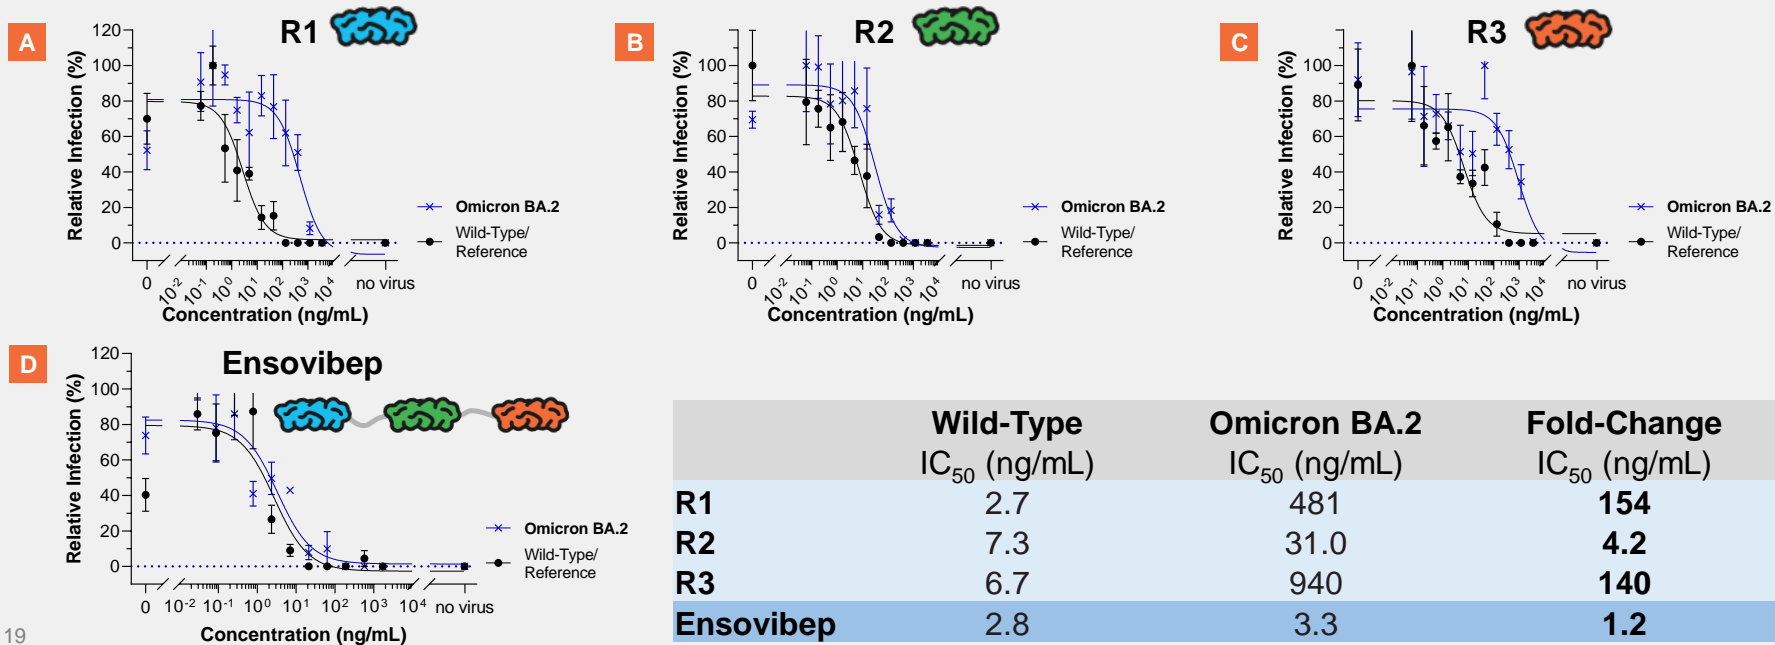 A
R1
Relative Infection (%)
120
100
80
60
40
20
0
Omicron BA.2
Wild-Type/
Reference
0 10-2 10-1 100 101 102 103 104 no virus
Concentration (ng/mL)
B
R2
Relative Infection (%)
100
80
60
40
20
0
Omicron BA.2
Wild-Type/
Reference
0 10-2 10-1 100 101 102 103 104 no virus
Concentration (ng/mL)
C
R3
Relative Infection (%)
100
80
60
40
20
0
Omicron BA.2
Wild-Type/
Reference
0 10-2 10-1 100 101 102 103 104 no virus
Concentration (ng/mL)
D
Ensovibep
Relative Infection (%)
120
100
80
60
40
20
0
Omicron BA.2
Wild-Type/
Reference
0 10-2 10-1 100 101 102 103 104 no virus
Concentration (ng/mL)
Wild-Type Omicron BA.2 Fold-Change
IC50 (ng/mL) IC50 (ng/mL) IC50 (ng/mL)
R1 2.7 481 154
R2 7.3 31.0 4.2
R3 6.7 940 140
Ensovibep 2.8 3.3 1.2
19